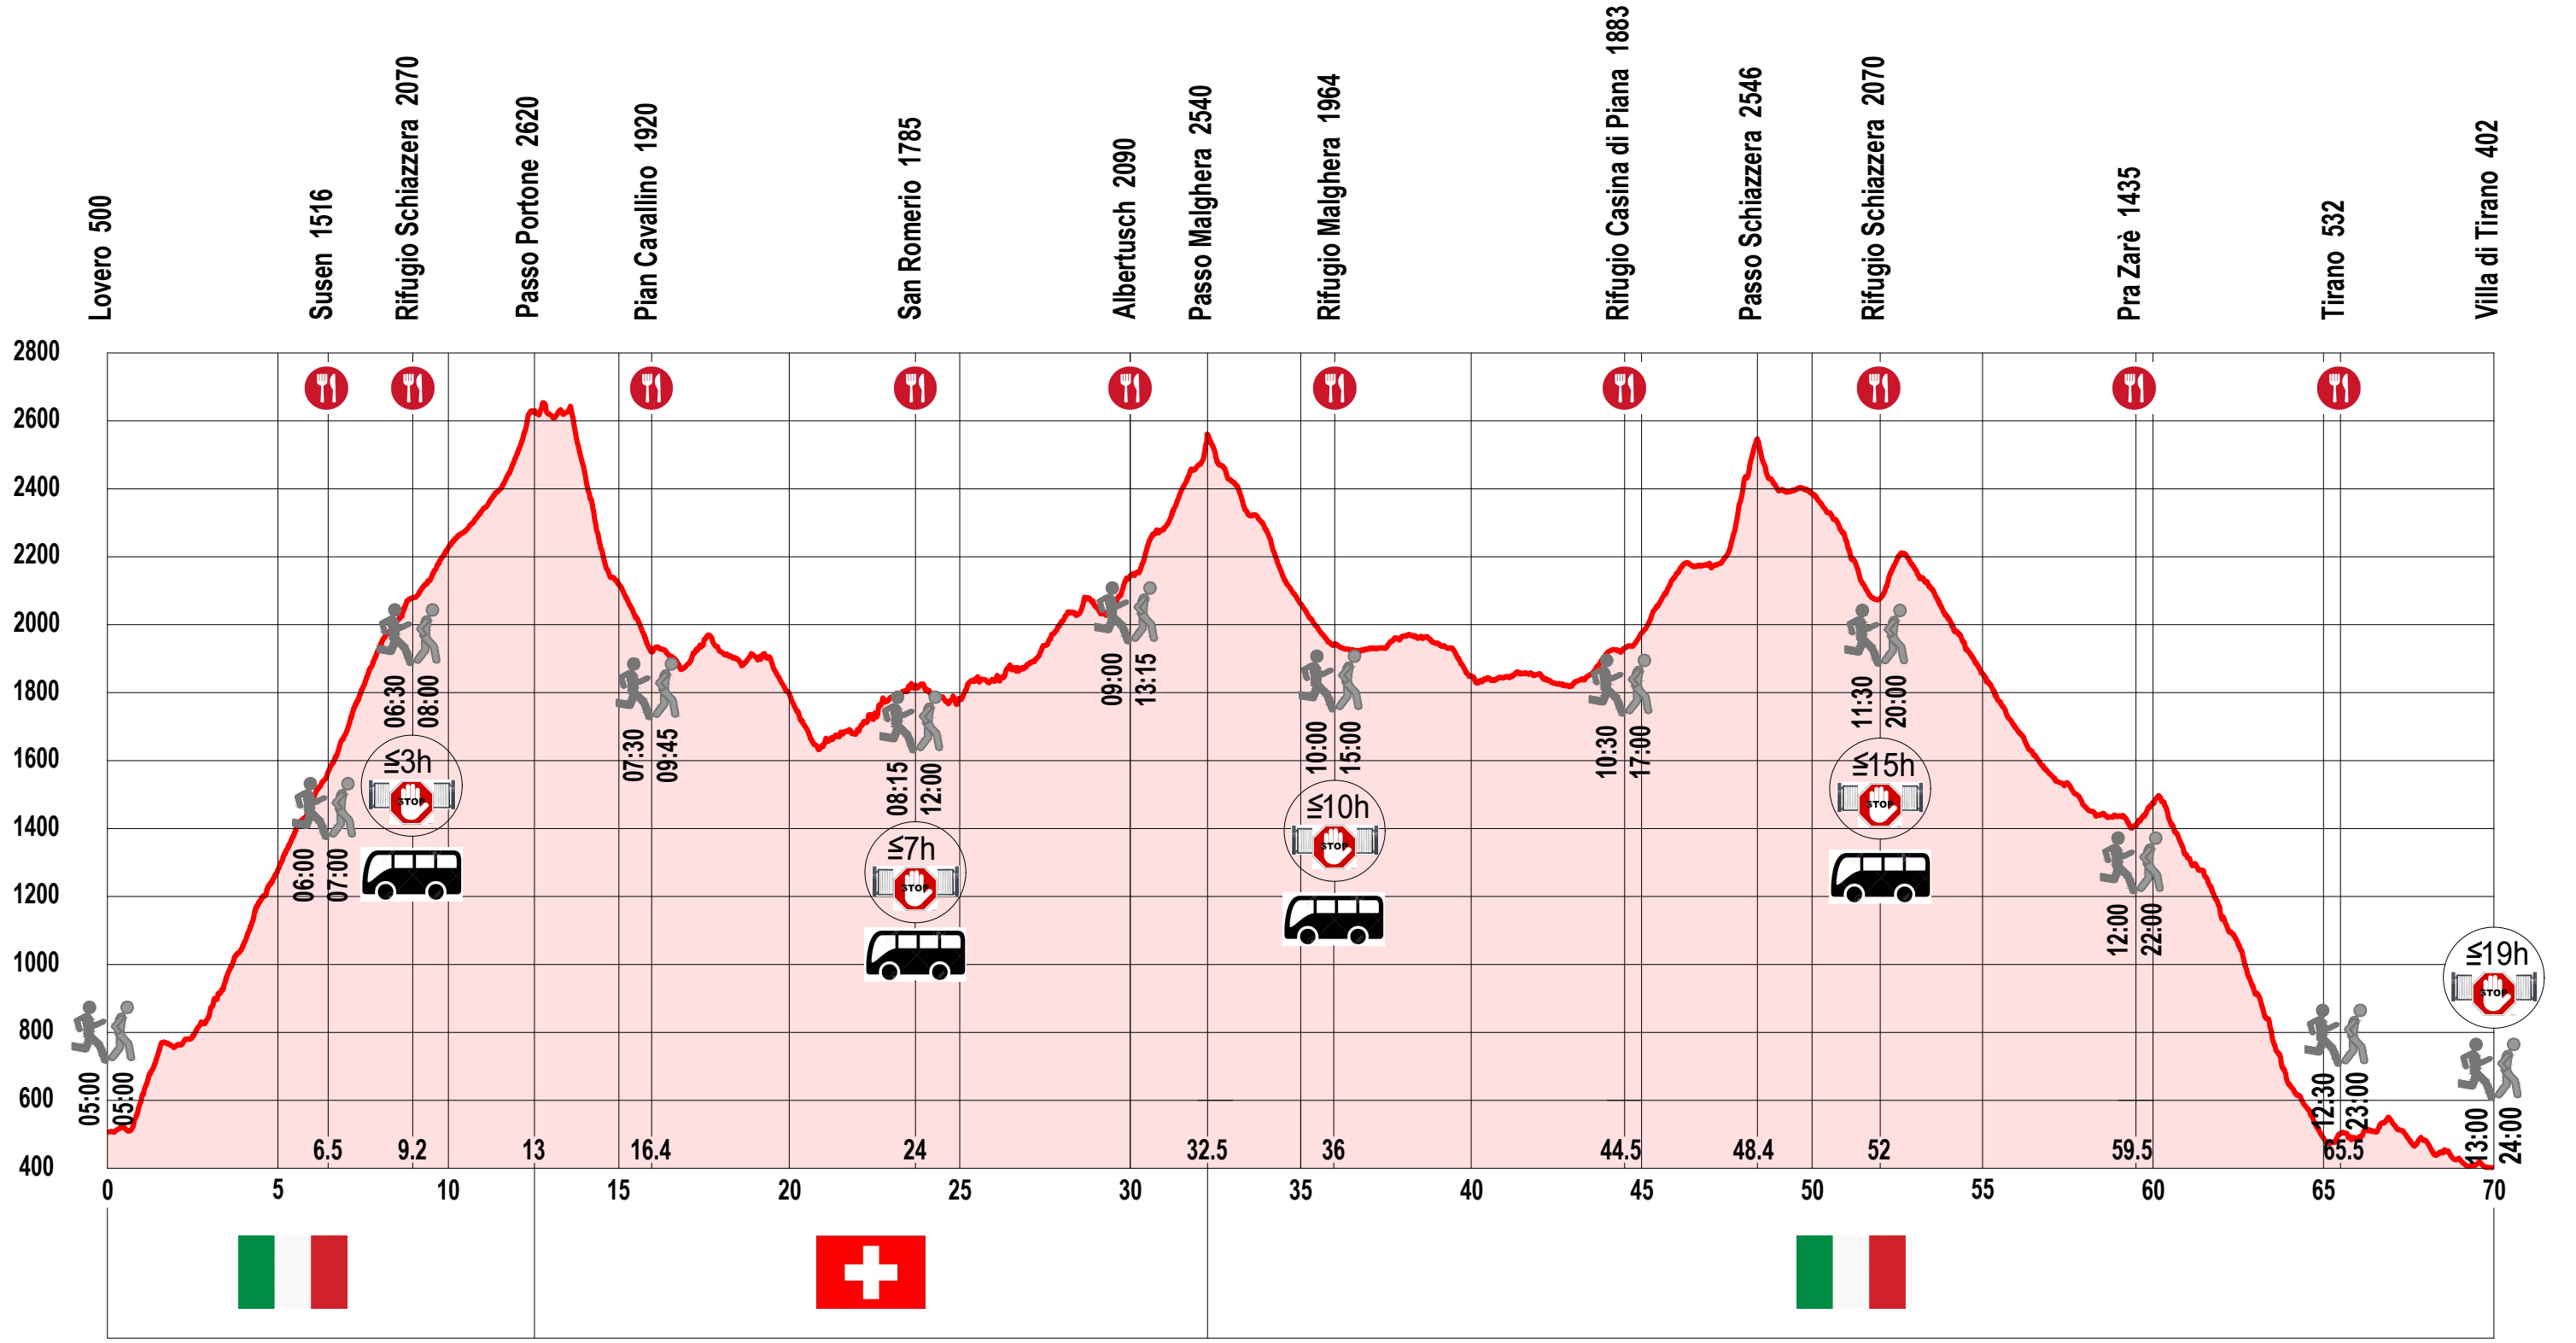 Lovero 500
Susen 1516
Rifugio Schiazzera 2070
Passo Portone 2620
Pian Cavallino 1920
San Romerio 1785
Albertusch 2090
Passo Malghera 2540
Rifugio Malghera 1964
Rifugio Casina di Piana 1883
Passo Schiazzera 2546
Rifugio Schiazzera 2070
Pra Zarè 1435
Tirano 532
Villa di Tirano 402
2800
2600
2400
2200
2000
1800
1600
1400
1200
1000
800
600
400
05:00 05:00
06:00 07:00
06:30 08:00
≤3h
STOP
07:30 09:45
08:15 12:00
≤7h
STOP
09:00 13:15
10:00 15:00
≤10h
STOP
10:30 17:00
11:30 20:00
≤15h
STOP
12:00 22:00
12:30 23:00
≤19h
STOP
13:00 24:00
6.5 9.2 13 16.4 24 32.5 36 44.5 48.4 52 59.5 65.5
0 5 10 15 20 25 30 35 40 45 50 55 60 65 70